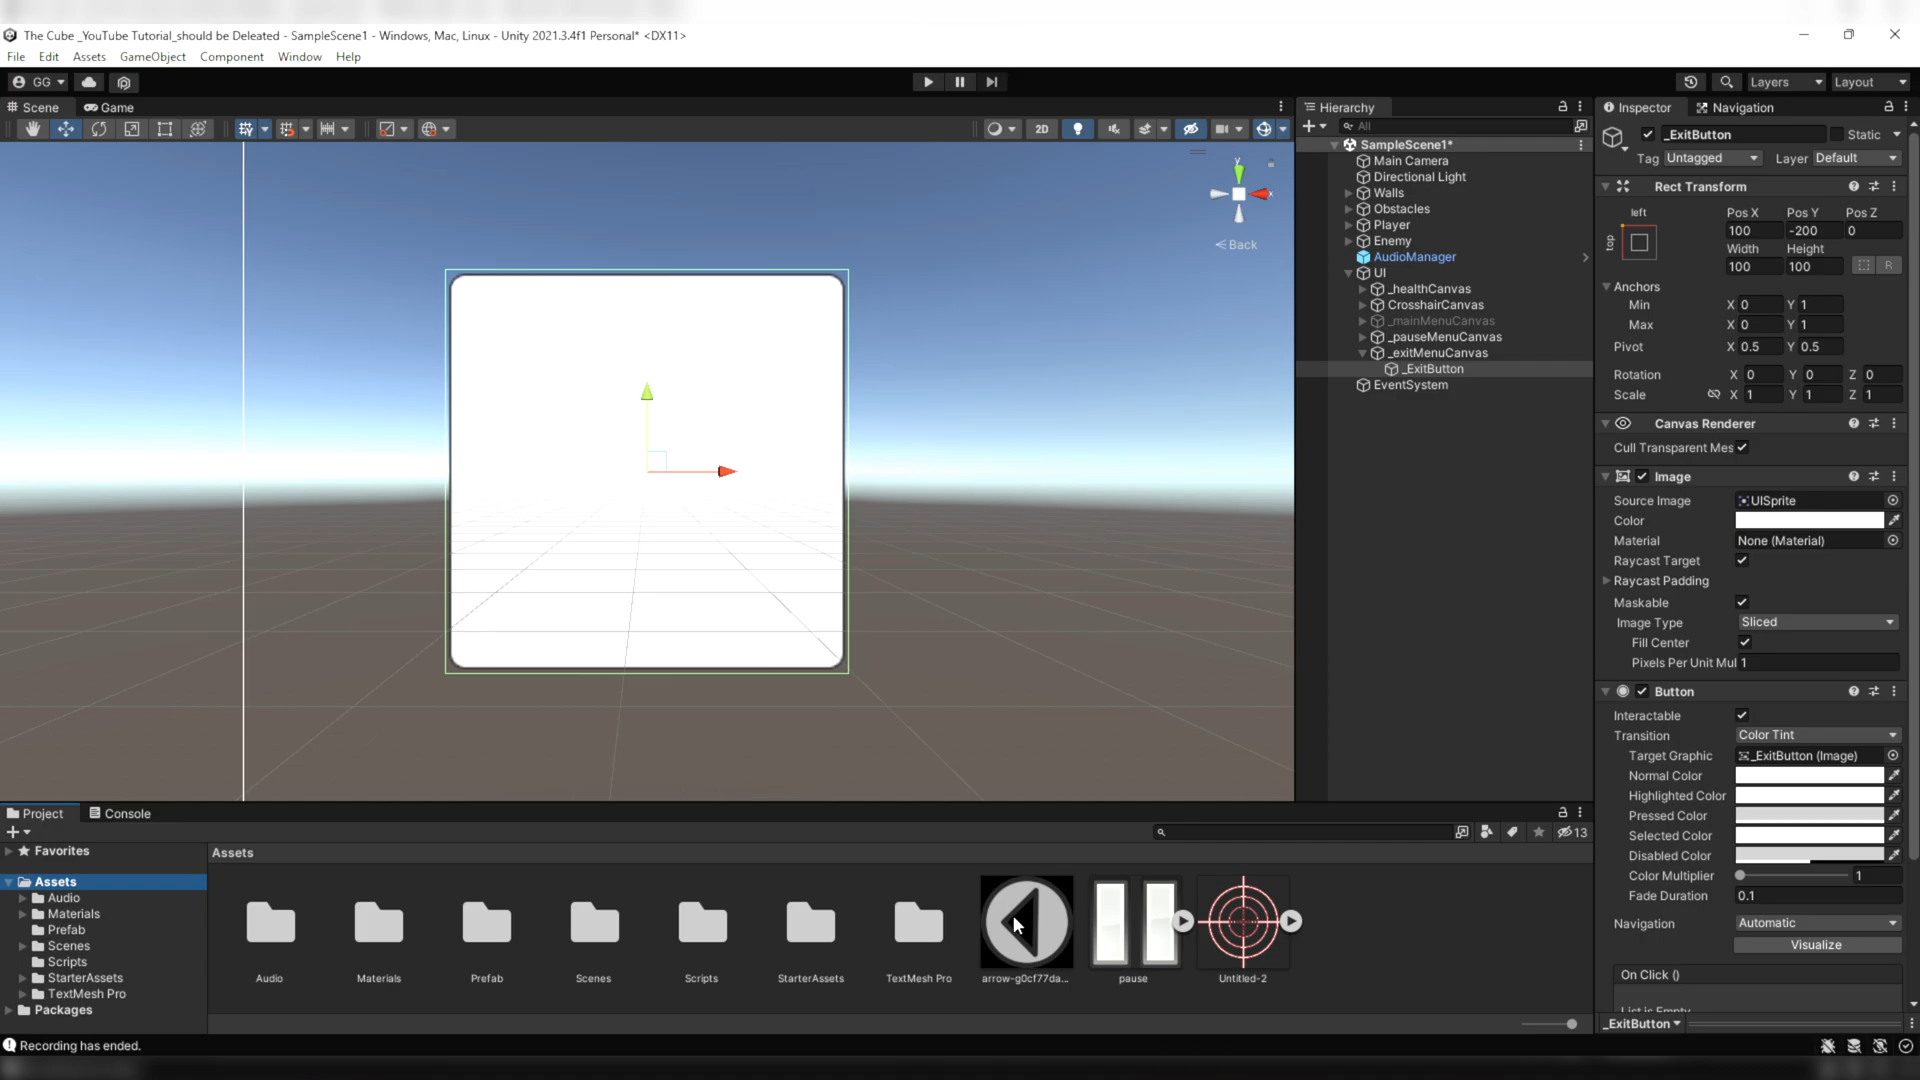 The Cube _YouTube Tutorial_should be Deleated - SampleScene1 - Windows, Mac, Linux - Unity 2021.3.4f1 Personal* <DX11>
File Edit Assets GameObject Component Window Help
GG Layers Layout
Scene Game
2D
y
x
Back
Hierarchy
All
SampleScene1*
Main Camera
Directional Light
Walls
Obstacles
Player
Enemy
AudioManager
UI
_healthCanvas
CrosshairCanvas
_mainMenuCanvas
_pauseMenuCanvas
_exitMenuCanvas
_ExitButton
EventSystem
Inspector Navigation
_ExitButton Static
Tag Untagged Layer Default
Rect Transform
left
top
Pos X Pos Y Pos Z
100 -200 0
Width Height
100 100 R
Anchors
Min X 0 Y 1
Max X 0 Y 1
Pivot X 0.5 Y 0.5
Rotation X 0 Y 0 Z 0
Scale X 1 Y 1 Z 1
Canvas Renderer
Cull Transparent Mes
Image
Source Image UISprite
Color
Material None (Material)
Raycast Target
Raycast Padding
Maskable
Image Type Sliced
Fill Center
Pixels Per Unit Mul 1
Button
Interactable
Transition Color Tint
Target Graphic _ExitButton (Image)
Normal Color
Highlighted Color
Pressed Color
Selected Color
Disabled Color
Color Multiplier 1
Fade Duration 0.1
Navigation Automatic
Visualize
On Click ()
List is Empty
_ExitButton
Project Console
13
Favorites
Assets
Audio
Materials
Prefab
Scenes
Scripts
StarterAssets
TextMesh Pro
Packages
Assets
Audio Materials Prefab Scenes Scripts StarterAssets TextMesh Pro arrow-g0cf77da... pause Untitled-2
Recording has ended.